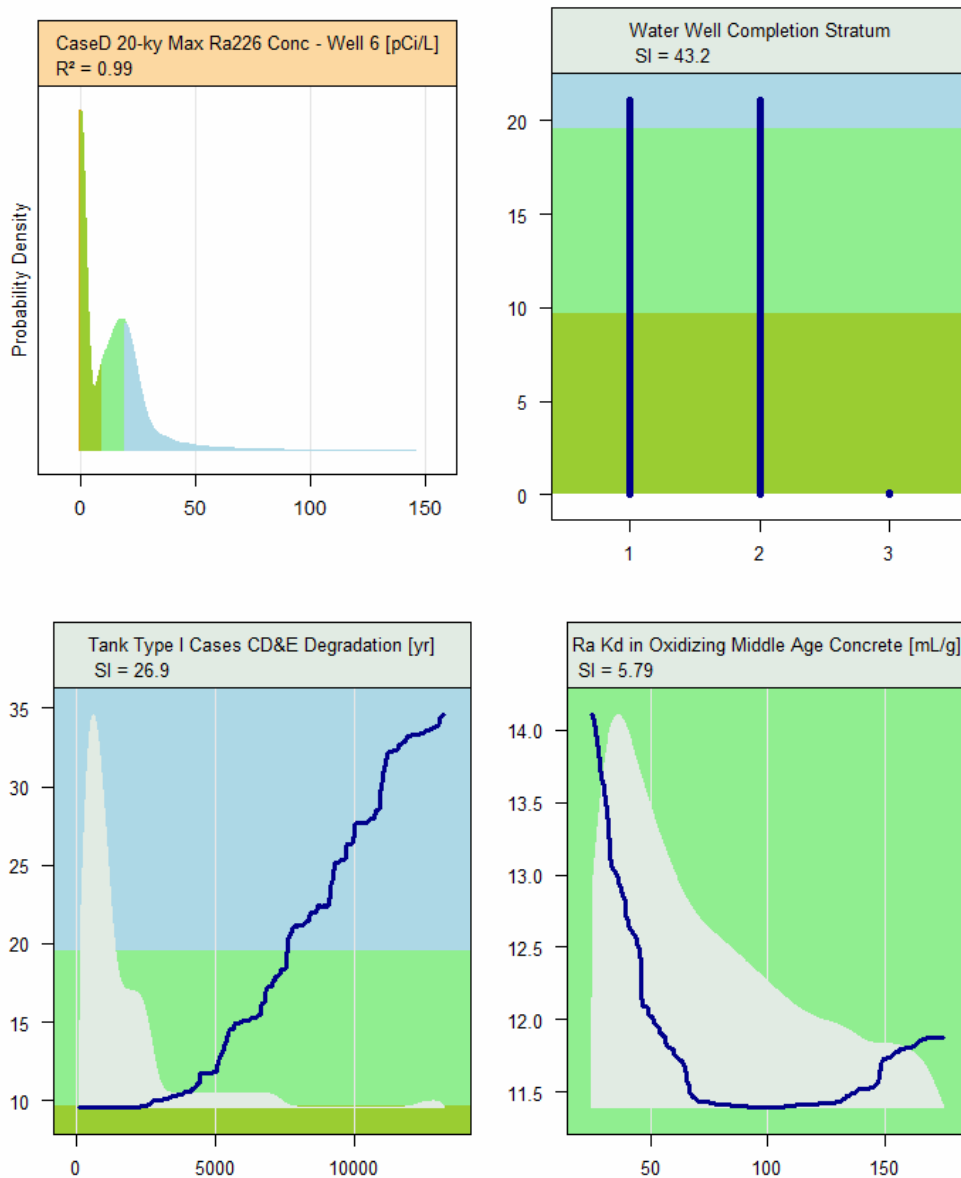 CaseD 20-ky Max Ra226 Conc - Well 6 [pCi/L]
R² = 0.99
Probability Density
0 50 100 150
Water Well Completion Stratum
SI = 43.2
20
15
10
5
0
1 2 3
Tank Type I Cases CD&E Degradation [yr]
SI = 26.9
35
30
25
20
15
10
0 5000 10000
Ra Kd in Oxidizing Middle Age Concrete [mL/g]
SI = 5.79
14.0
13.5
13.0
12.5
12.0
11.5
50 100 150